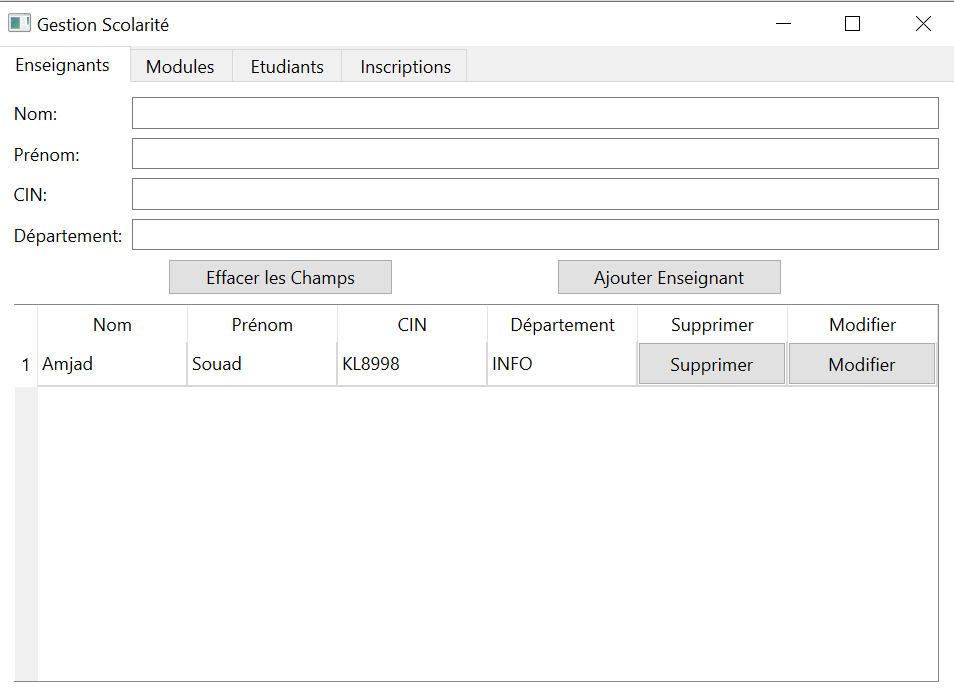 Gestion Scolarité
Enseignants Modules Etudiants Inscriptions
Nom:
Prénom:
CIN:
Département:
Effacer les Champs Ajouter Enseignant
Nom Prénom CIN Département Supprimer Modifier
1 Amjad Souad KL8998 INFO Supprimer Modifier